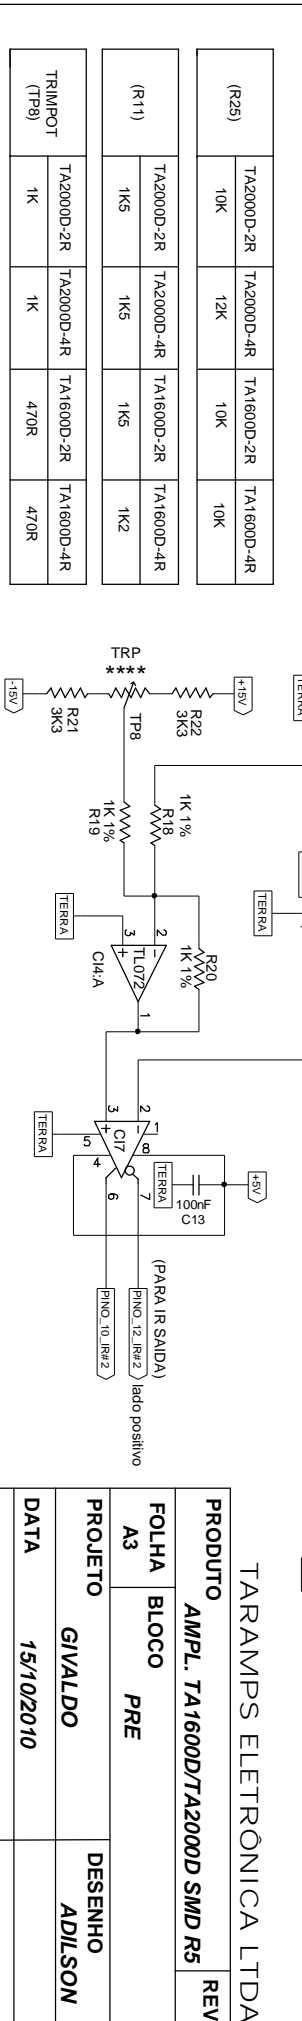 (R25)
TA2000D-2R TA2000D-4R TA1600D-2R TA1600D-4R
10K 12K 10K 10K
(R11)
TA2000D-2R TA2000D-4R TA1600D-2R TA1600D-4R
1K5 1K5 1K5 1K2
TRIMPOT
(TP8)
TA2000D-2R TA2000D-4R TA1600D-2R TA1600D-4R
1K 1K 470R 470R
TERRA
+15V
R22
3K3
TRP
****
TP8
R21
3K3
-15V
1K 1%
R18
1K 1%
R19
TERRA
R20
1K 1%
2
3
TL072
1
CI4:A
TERRA
+5V
100nF
C13
TERRA
2
3
1
8
CI7
5
4
7
6
TERRA
(PARA IR SAIDA)
PINO_12_IR#2
lado positivo
PINO_10_IR#2
TARAMPS ELETRÔNICA LTDA
PRODUTO
AMPL. TA1600D/TA2000D SMD R5
REV
FOLHA
A3
BLOCO
PRE
PROJETO
GIVALDO
DESENHO
ADILSON
DATA
15/10/2010